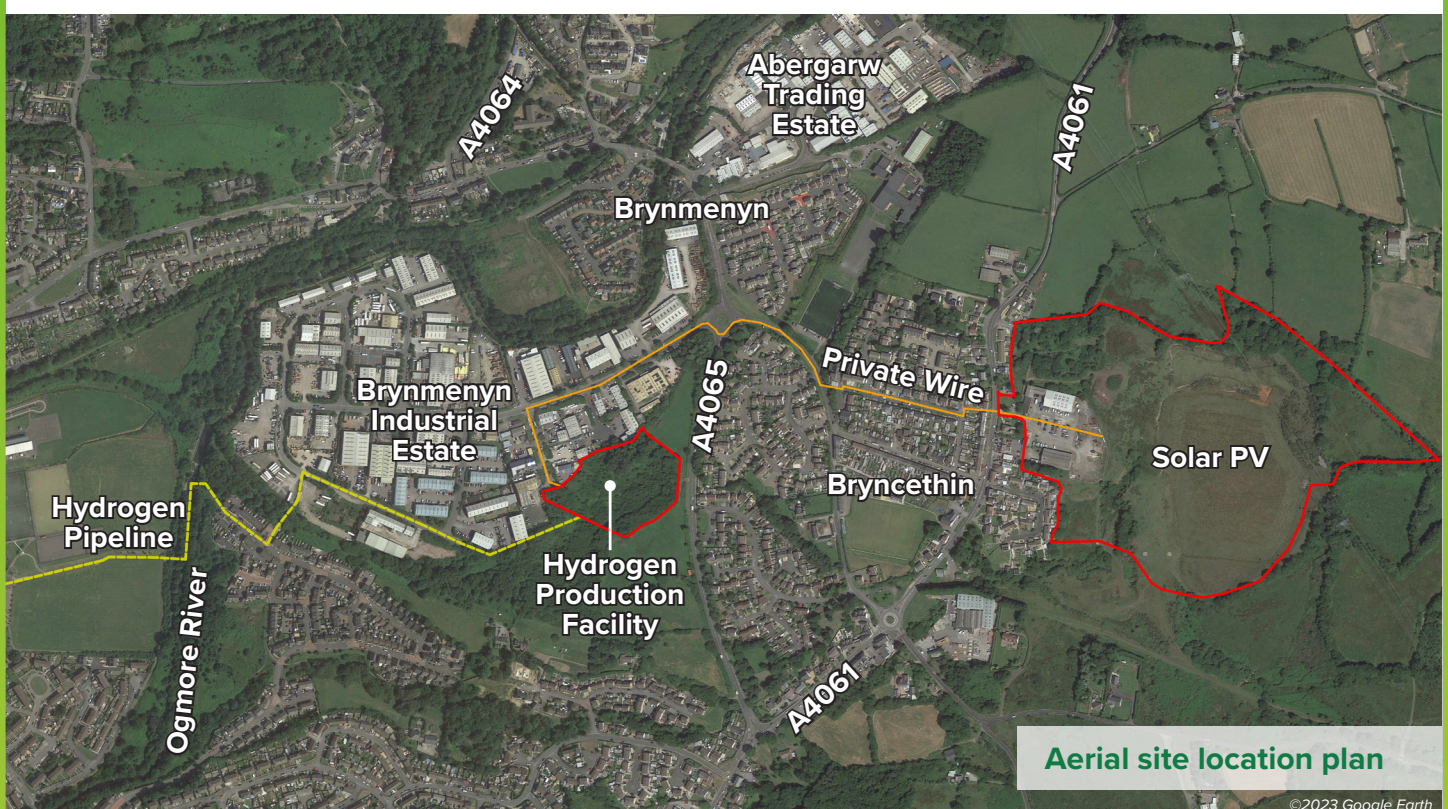 Abergarw
Trading
Estate
A4064
A4061
Brynmenyn
Private Wire
A4065
Brynmenyn
Industrial
Estate
Solar PV
Bryncethin
Hydrogen
Pipeline
Hydrogen
Production
Facility
Ogmore River
A4061
Aerial site location plan
©2023 Google Earth